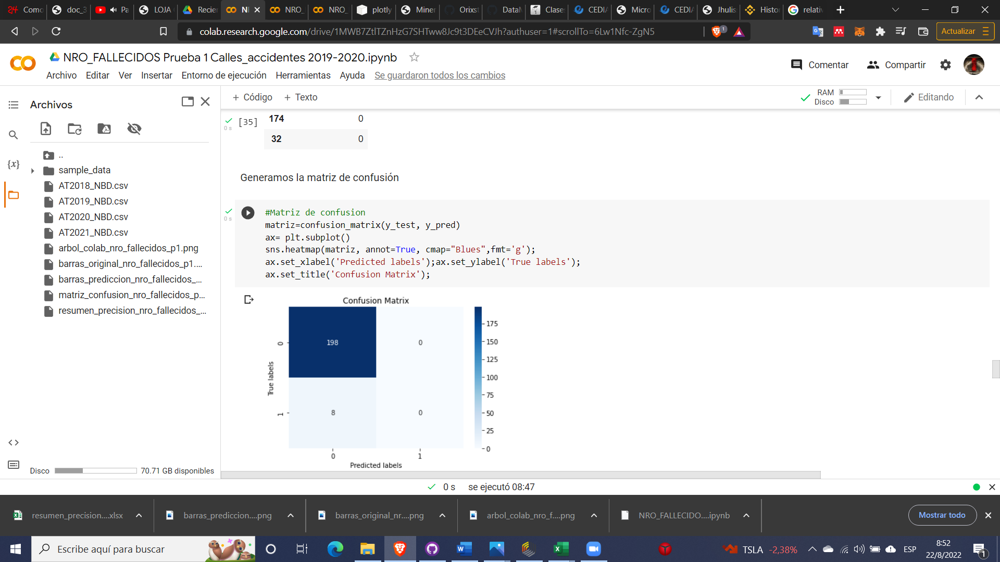 Como
doc_3
Pa
LOJA
Recier
NI
NRO_
NRO_
plotly
Miner
Orixst
DataM
Clase
CEDIA
Micro
CEDIA
Jhulis
Histor
relativ
colab.research.google.com/drive/1MWB7ZtlTZnHzG7SHTww8Jc9t3DEeCVJh?authuser=1#scrollTo=6Lw1Nfc-ZgN5
1
Actualizar
NRO_FALLECIDOS Prueba 1 Calles_accidentes 2019-2020.ipynb
Comentar
Compartir
Archivo Editar Ver Insertar Entorno de ejecución Herramientas Ayuda Se guardaron todos los cambios
Archivos
+ Código + Texto
RAM
Disco
Editando
..
sample_data
AT2018_NBD.csv
AT2019_NBD.csv
AT2020_NBD.csv
AT2021_NBD.csv
arbol_colab_nro_fallecidos_p1.png
barras_original_nro_fallecidos_p1....
barras_prediccion_nro_fallecidos_...
matriz_confusion_nro_fallecidos_p...
resumen_precision_nro_fallecidos_...
Disco 70.71 GB disponibles
0 s
[35]
174 0
32 0
Generamos la matriz de confusión
0 s
#Matriz de confusion
matriz=confusion_matrix(y_test, y_pred)
ax= plt.subplot()
sns.heatmap(matriz, annot=True, cmap="Blues",fmt='g');
ax.set_xlabel('Predicted labels');ax.set_ylabel('True labels');
ax.set_title('Confusion Matrix');
Confusion Matrix
198 0
8 0
0
1
True labels
0 1
Predicted labels
175
150
125
100
75
50
25
0
0 s se ejecutó 08:47
resumen_precision....xlsx
barras_prediccion....png
barras_original_nr....png
arbol_colab_nro_f....png
NRO_FALLECIDO....ipynb
Mostrar todo
Escribe aquí para buscar
TSLA -2,38%
ESP
8:52
22/8/2022
1